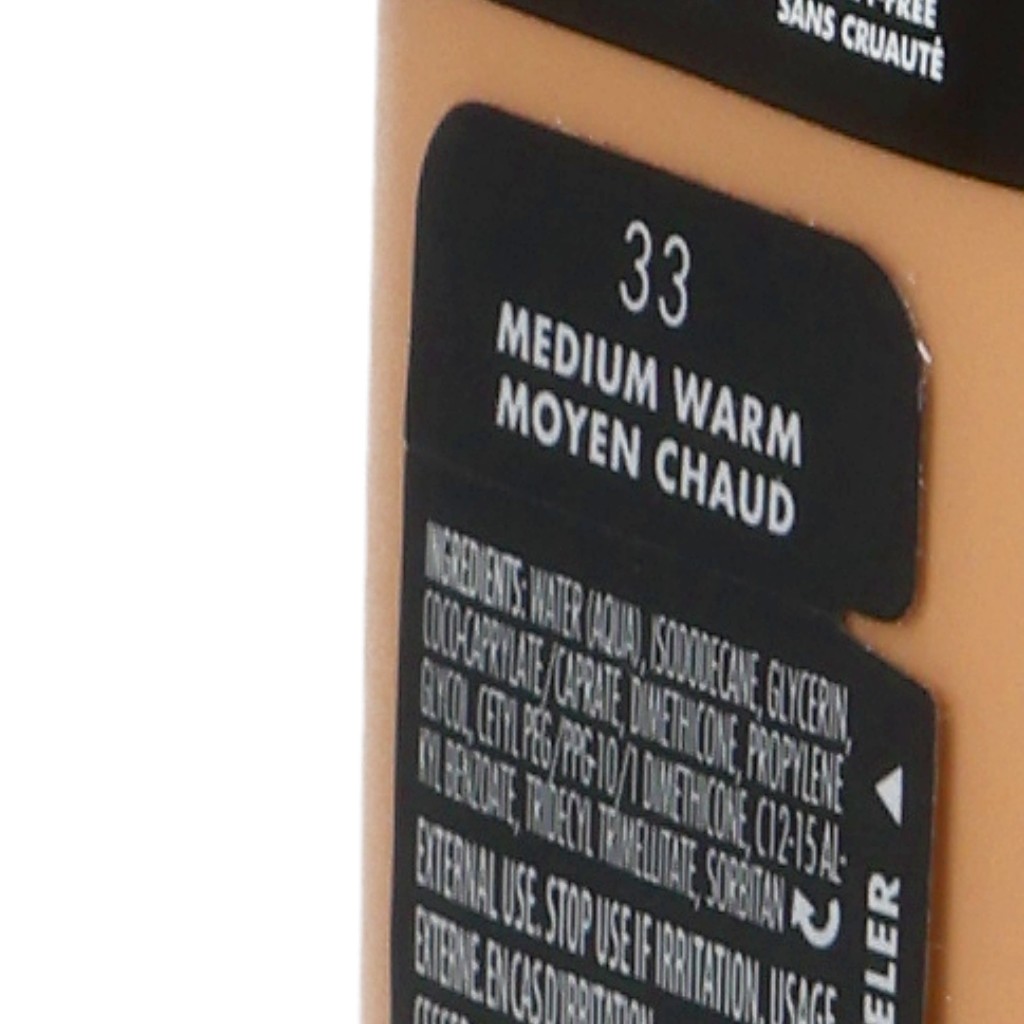 -FREE
SANS CRUAUTÉ
33
MEDIUM WARM
MOYEN CHAUD
INGREDIENTS: WATER (AQUA), ISODODECANE, GLYCERIN,
COCO-CAPRYLATE/CAPRATE, DIMETHICONE, PROPYLENE
GLYCOL, CETYL PEG/PPG-10/1 DIMETHICONE, C12-15 AL-
KYL BENZOATE, TRIDECYL TRIMELLITATE, SORBITAN
EXTERNAL USE. STOP USE IF IRRITATION. USAGE
EXTERNE. EN CAS D'IRRITATION
ELER